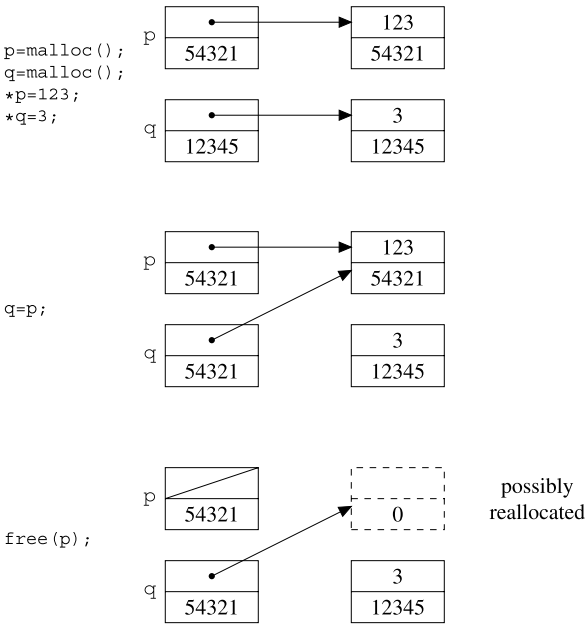 p=malloc();
q=malloc();
*p=123;
*q=3;
p
54321
123
54321
q
12345
3
12345
q=p;
p
54321
123
54321
q
54321
3
12345
free(p);
p
54321
0
possibly
reallocated
q
54321
3
12345